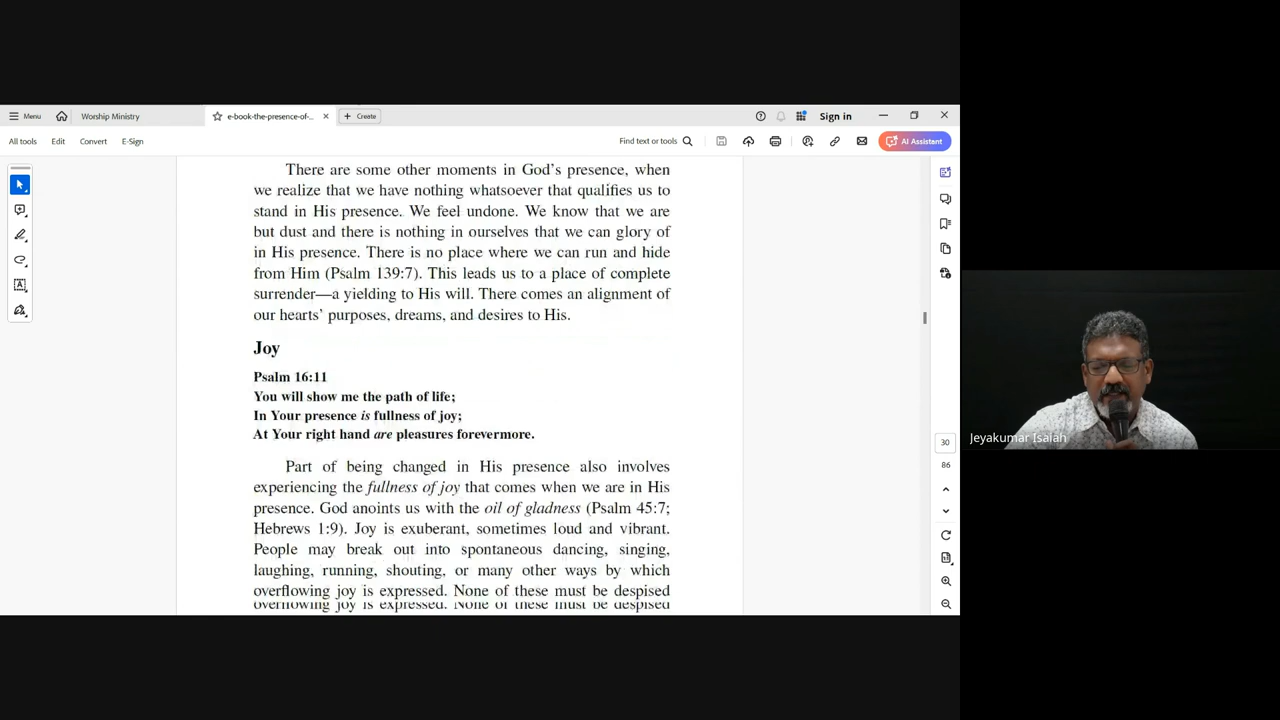 Menu
Worship Ministry
e-book-the-presence-of-...
Create
Sign in
All tools
Edit
Convert
E-Sign
Find text or tools
AI Assistant
There are some other moments in God's presence, when
we realize that we have nothing whatsoever that qualifies us to
stand in His presence. We feel undone. We know that we are
but dust and there is nothing in ourselves that we can glory of
in His presence. There is no place where we can run and hide
from Him (Psalm 139:7). This leads us to a place of complete
surrender—a yielding to His will. There comes an alignment of
our hearts' purposes, dreams, and desires to His.
Joy
Psalm 16:11
You will show me the path of life;
In Your presence is fullness of joy;
At Your right hand are pleasures forevermore.
Part of being changed in His presence also involves
experiencing the fullness of joy that comes when we are in His
presence. God anoints us with the oil of gladness (Psalm 45:7;
Hebrews 1:9). Joy is exuberant, sometimes loud and vibrant.
People may break out into spontaneous dancing, singing,
laughing, running, shouting, or many other ways by which
overflowing joy is expressed. None of these must be despised
overflowing joy is expressed. None of these must be despised
30
86
Jeyakumar Isaiah